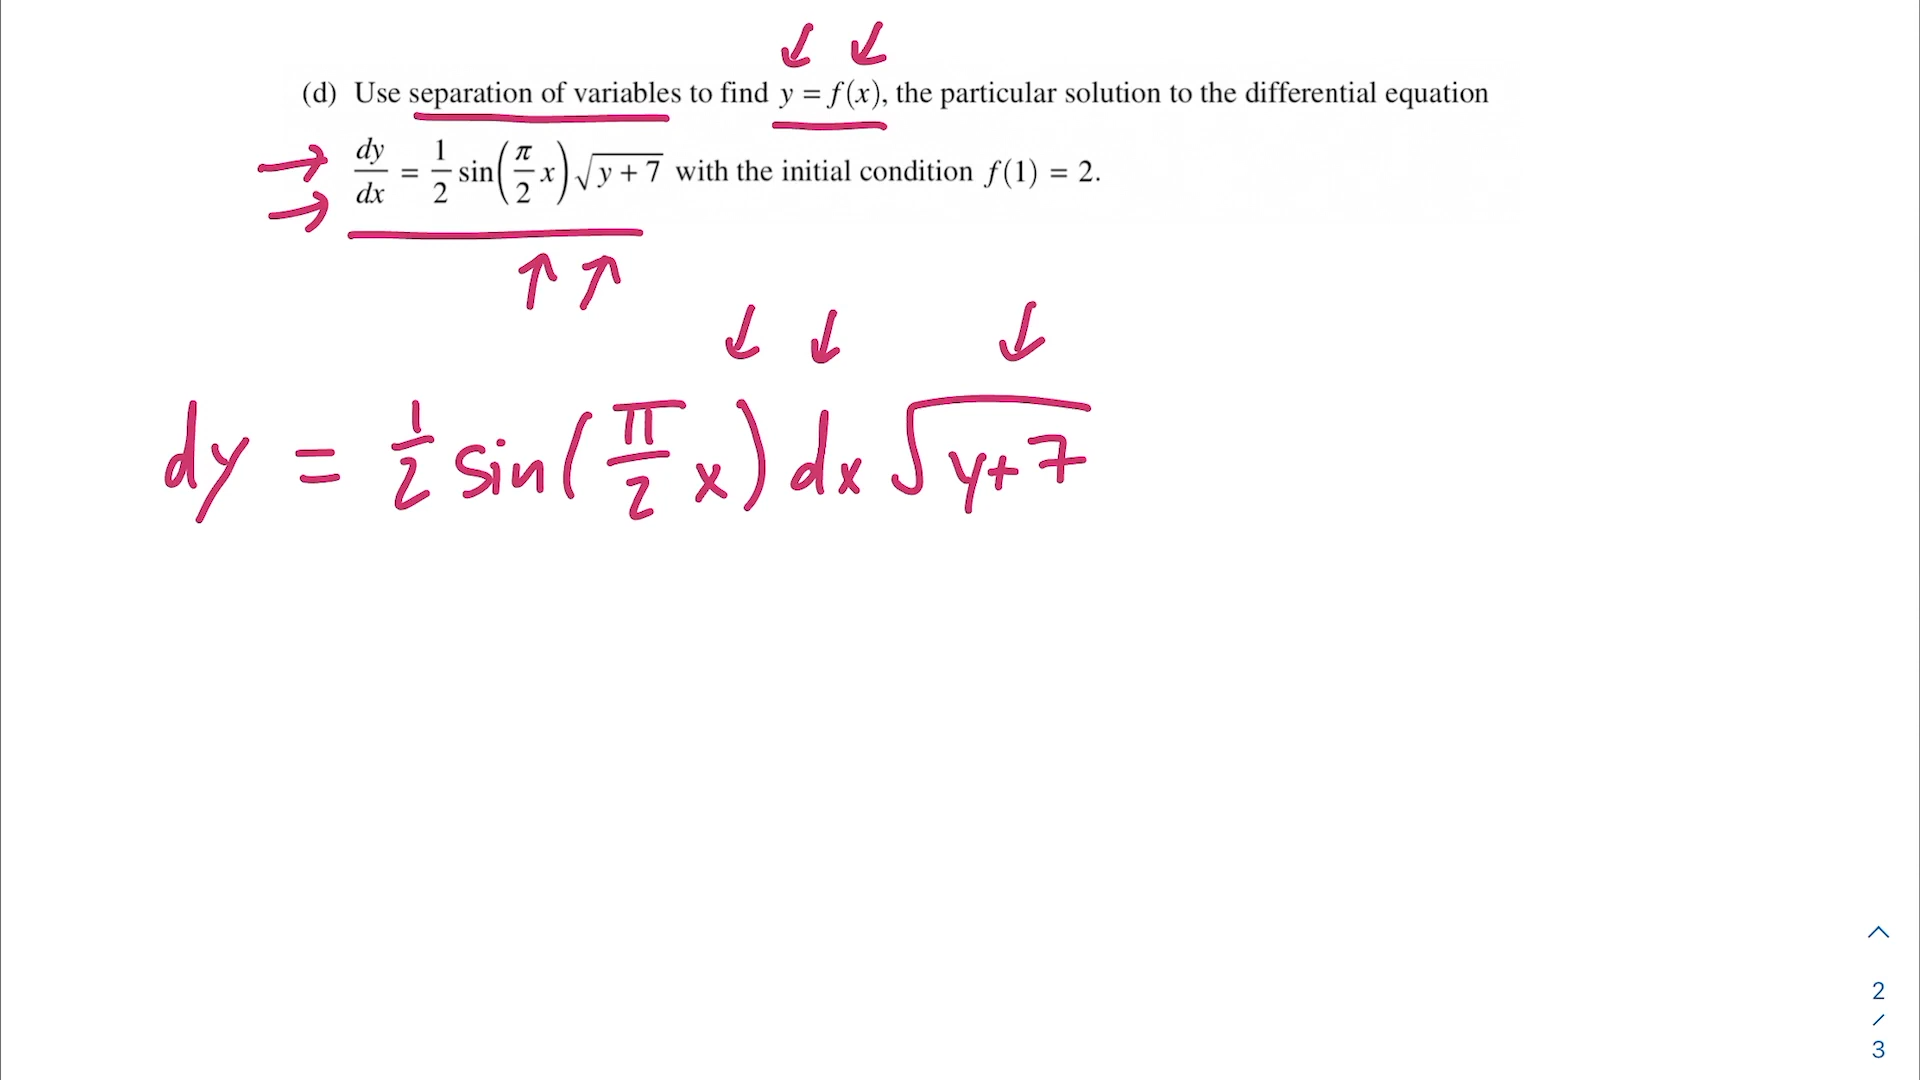 (d) Use separation of variables to find y = f(x), the particular solution to the differential equation
dy/dx = 1/2 sin(π/2 x) √(y + 7) with the initial condition f(1) = 2.
dy = 1/2 sin(π/2 x) dx √(y+7)
2
/
3